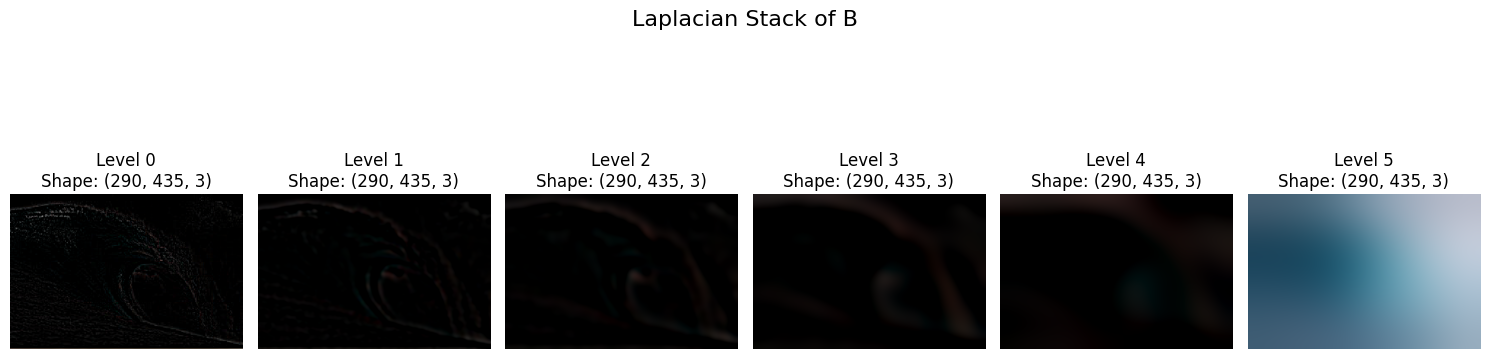 Laplacian Stack of B
Level 0
Shape: (290, 435, 3)
Level 1
Shape: (290, 435, 3)
Level 2
Shape: (290, 435, 3)
Level 3
Shape: (290, 435, 3)
Level 4
Shape: (290, 435, 3)
Level 5
Shape: (290, 435, 3)